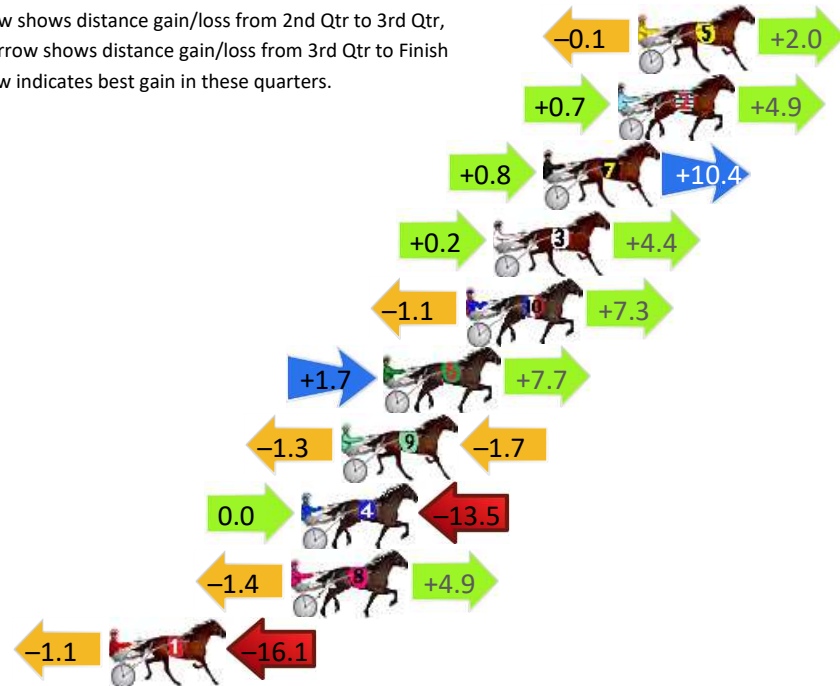 w shows distance gain/loss from 2nd Qtr to 3rd Qtr,
rrow shows distance gain/loss from 3rd Qtr to Finish
w indicates best gain in these quarters.
–0.1 5 +2.0
+0.7 +4.9
+0.8 7 +10.4
+0.2 3 +4.4
–1.1 10 +7.3
+1.7 +7.7
–1.3 9 –1.7
0.0 4 –13.5
–1.4 8 +4.9
–1.1 1 –16.1